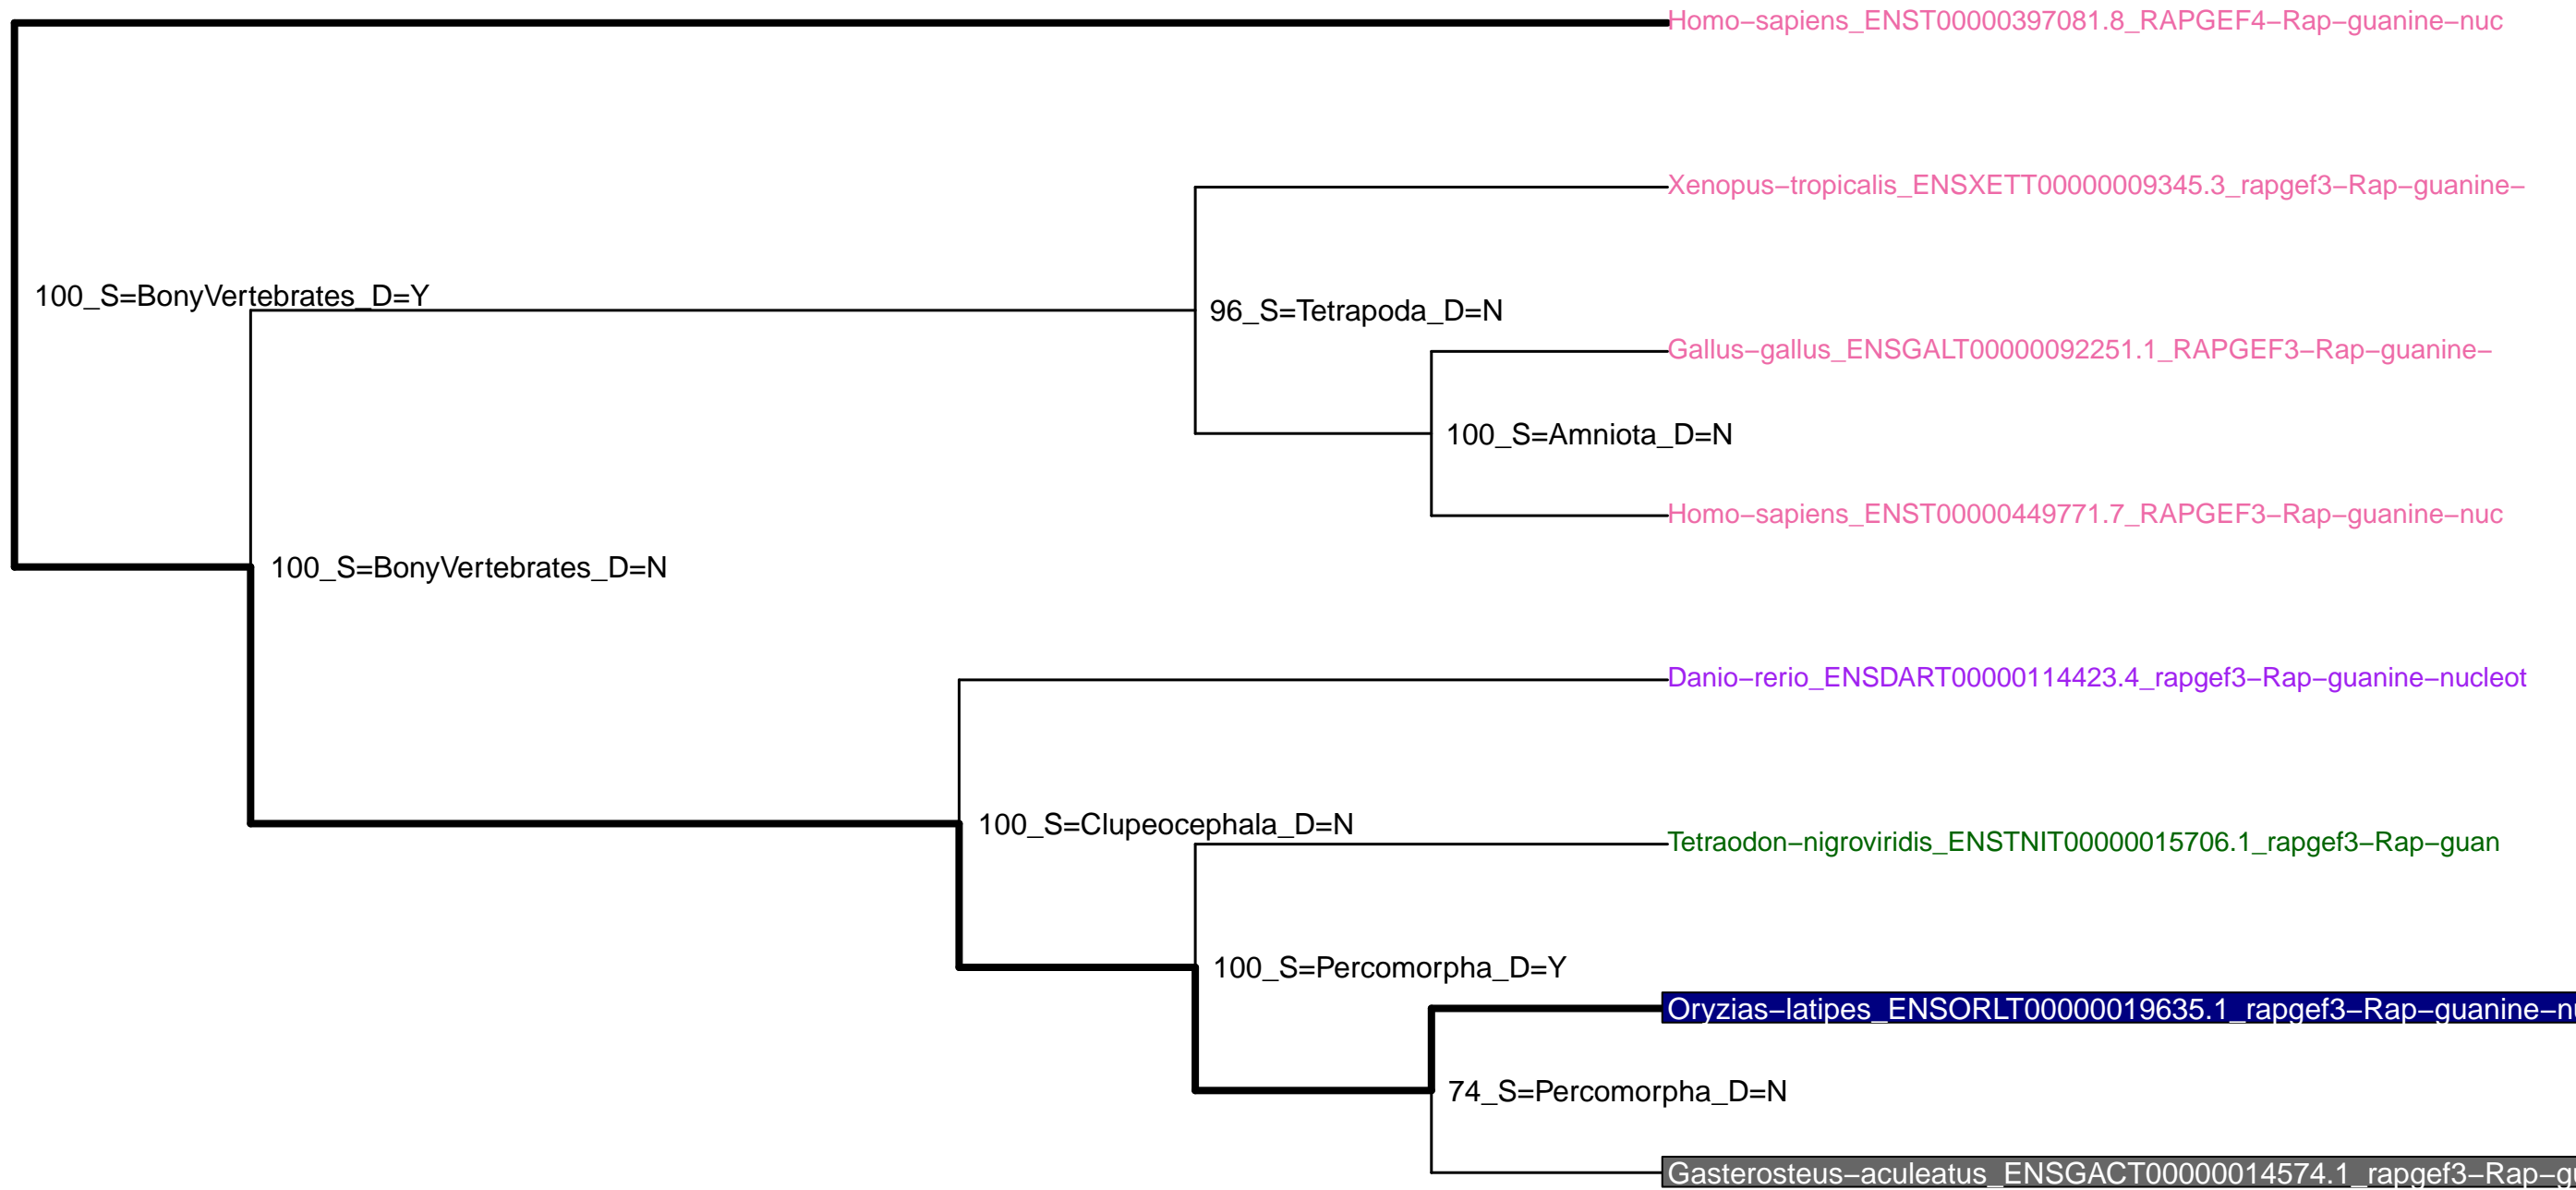 Homo−sapiens_ENST00000397081.8_RAPGEF4−Rap−guanine−nuc
Xenopus−tropicalis_ENSXETT00000009345.3_rapgef3−Rap−guanine−
100_S=BonyVertebrates_D=Y
96_S=Tetrapoda_D=N
Gallus−gallus_ENSGALT00000092251.1_RAPGEF3−Rap−guanine−
100_S=Amniota_D=N
Homo−sapiens_ENST00000449771.7_RAPGEF3−Rap−guanine−nuc
100_S=BonyVertebrates_D=N
Danio−rerio_ENSDART00000114423.4_rapgef3−Rap−guanine−nucleot
100_S=Clupeocephala_D=N
Tetraodon−nigroviridis_ENSTNIT00000015706.1_rapgef3−Rap−guan
100_S=Percomorpha_D=Y
Oryzias−latipes_ENSORLT00000019635.1_rapgef3−Rap−guanine−nu
74_S=Percomorpha_D=N
Gasterosteus−aculeatus_ENSGACT00000014574.1_rapgef3−Rap−gu